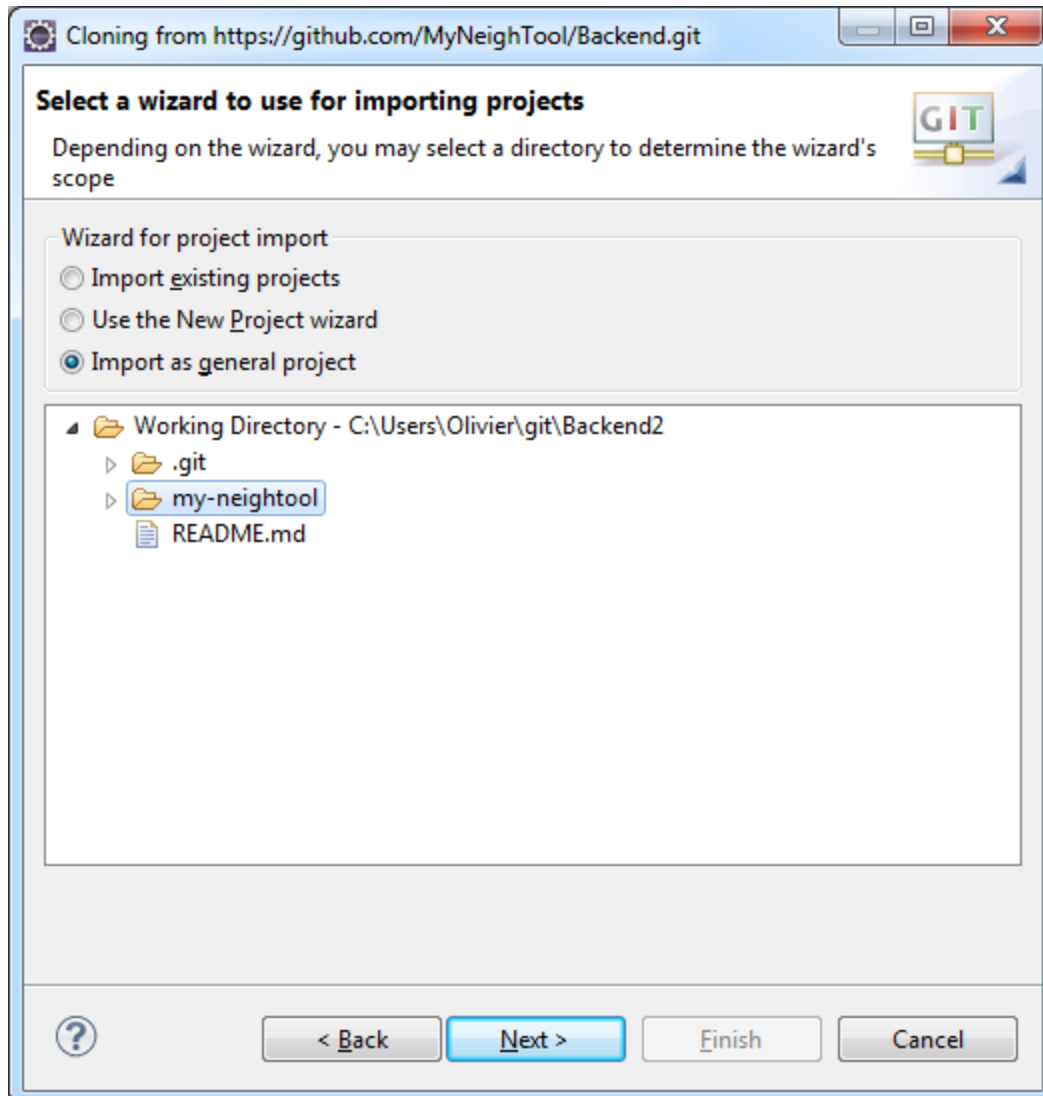 Cloning from https://github.com/MyNeighTool/Backend.git
Select a wizard to use for importing projects
Depending on the wizard, you may select a directory to determine the wizard's
scope
GIT
Wizard for project import
Import existing projects
Use the New Project wizard
Import as general project
Working Directory - C:\Users\Olivier\git\Backend2
.git
my-neightool
README.md
?
< Back
Next >
Finish
Cancel